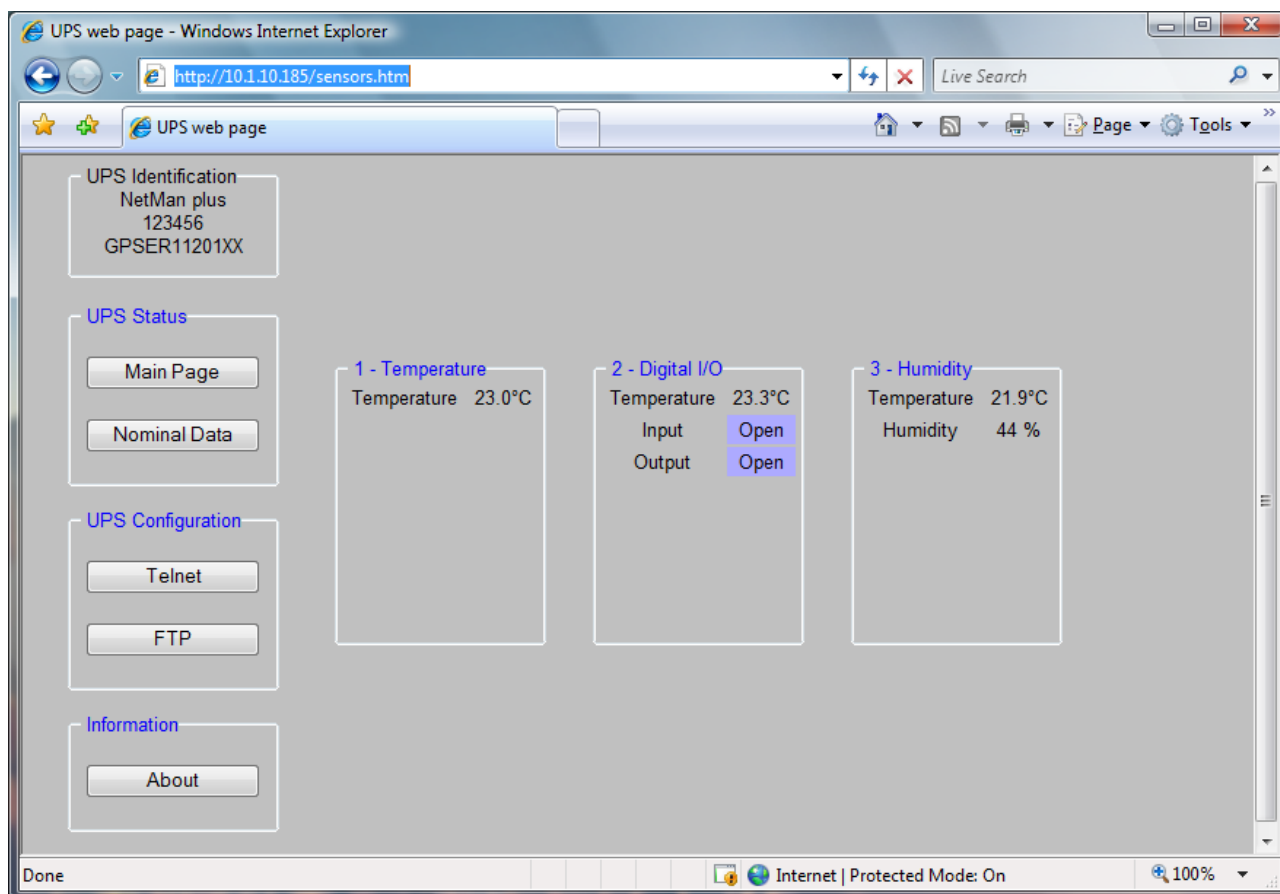 UPS web page - Windows Internet Explorer
http://10.1.10.185/sensors.htm
Live Search
UPS web page
Page
Tools
UPS Identification
NetMan plus
123456
GPSER11201XX
UPS Status
Main Page
Nominal Data
UPS Configuration
Telnet
FTP
Information
About
1 - Temperature
Temperature 23.0°C
2 - Digital I/O
Temperature 23.3°C
Input Open
Output Open
3 - Humidity
Temperature 21.9°C
Humidity 44 %
Done
Internet | Protected Mode: On
100%